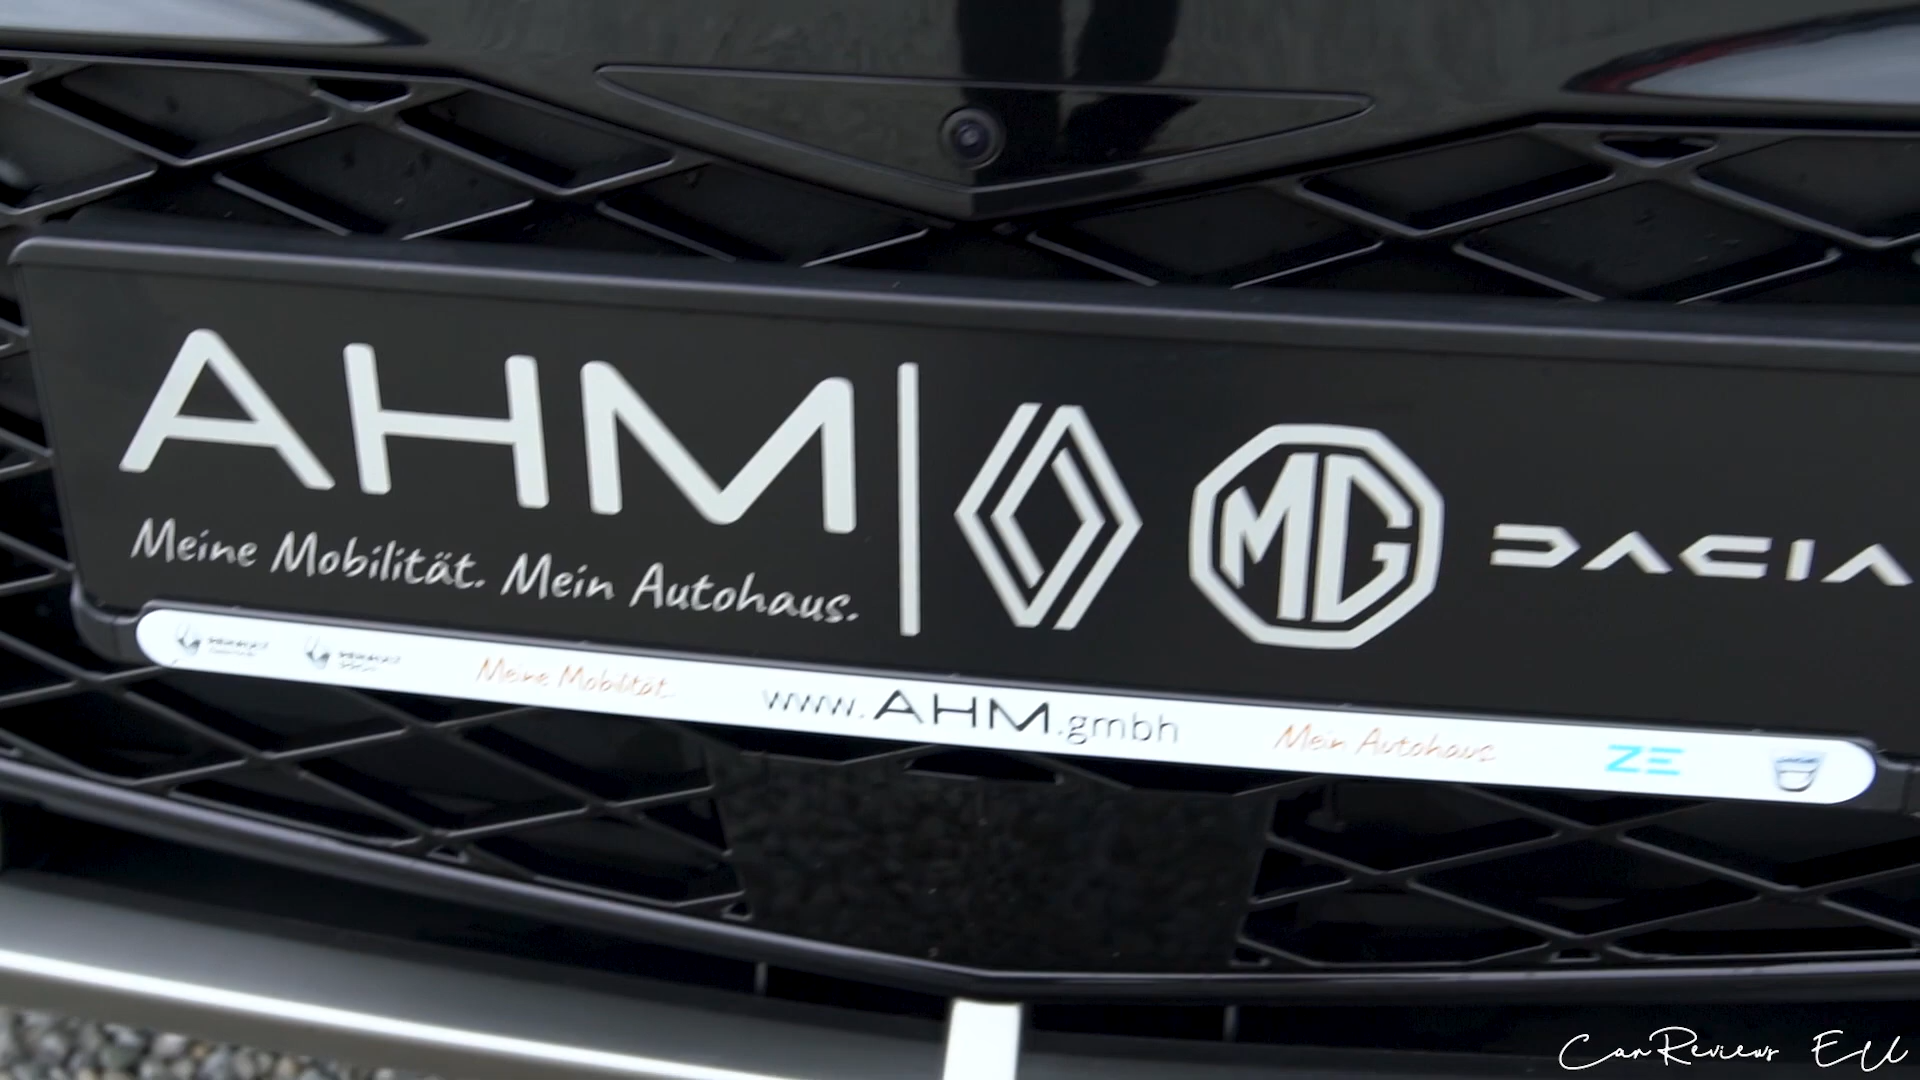 AHM
MG
DACIA
Meine Mobilität. Mein Autohaus.
Meine Mobilität www.AHM.gmbh Mein Autohaus ZE
CarReviews EU